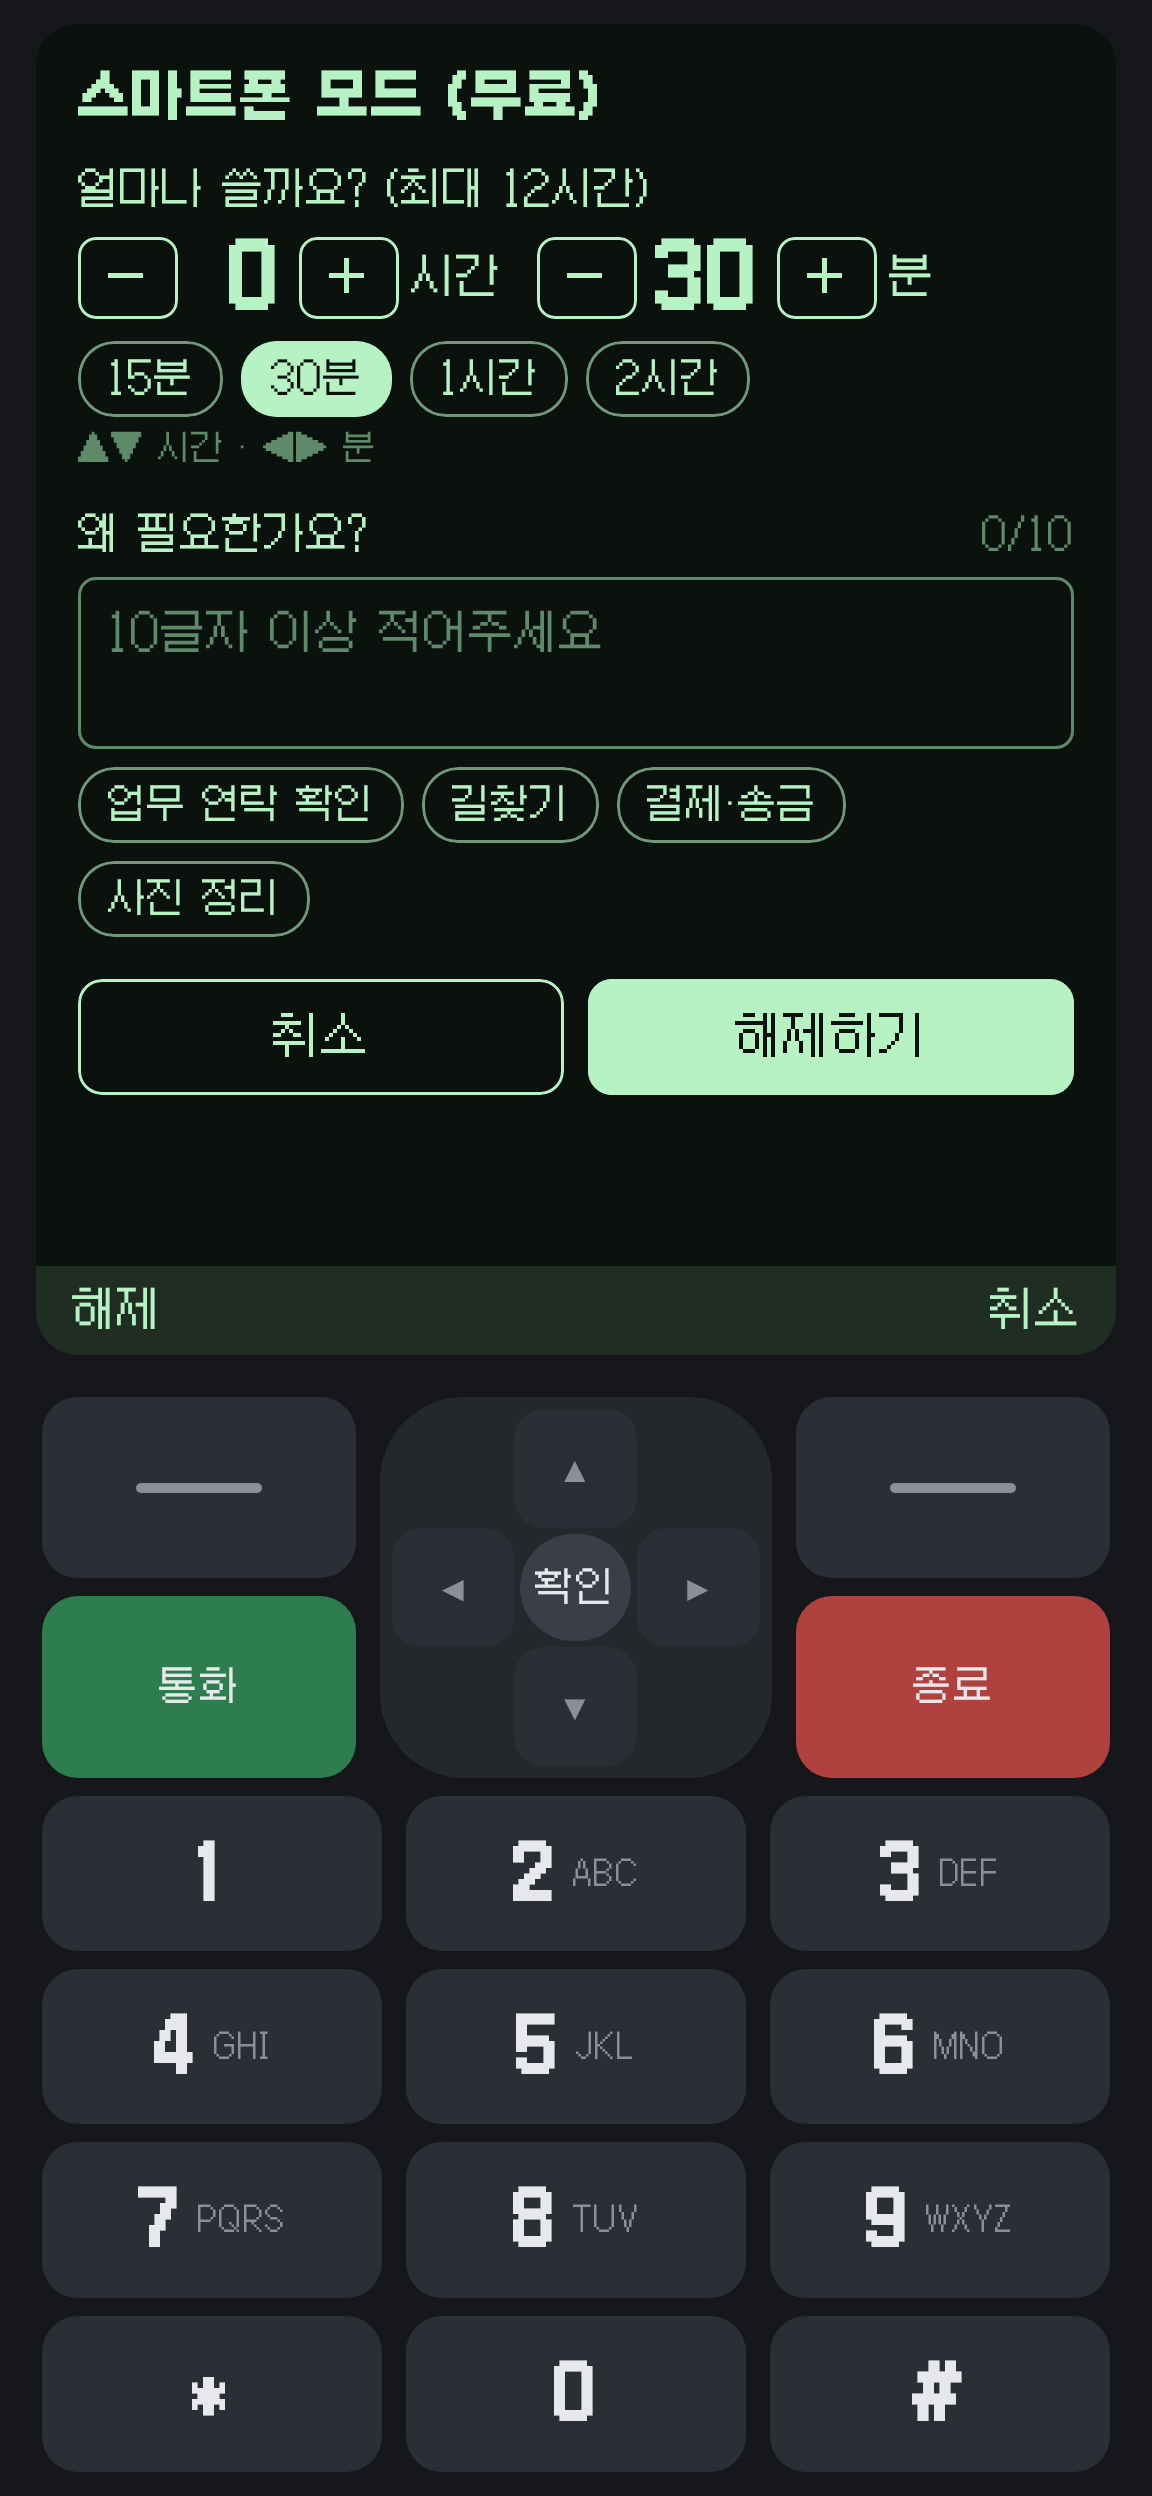 스마트폰 모드 (무료)
얼마나 쓸까요? (최대 12시간)
− 0 + 시간 − 30 + 분
15분 30분 1시간 2시간
▲▼ 시간 · ◀▶ 분
왜 필요한가요? 0/10
10글자 이상 적어주세요
업무 연락 확인 길찾기 결제·송금
사진 정리
취소 해제하기
해제 취소
▲
◀ 확인 ▶
통화 종료
▼
1 2 ABC 3 DEF
4 GHI 5 JKL 6 MNO
7 PQRS 8 TUV 9 WXYZ
* 0 #